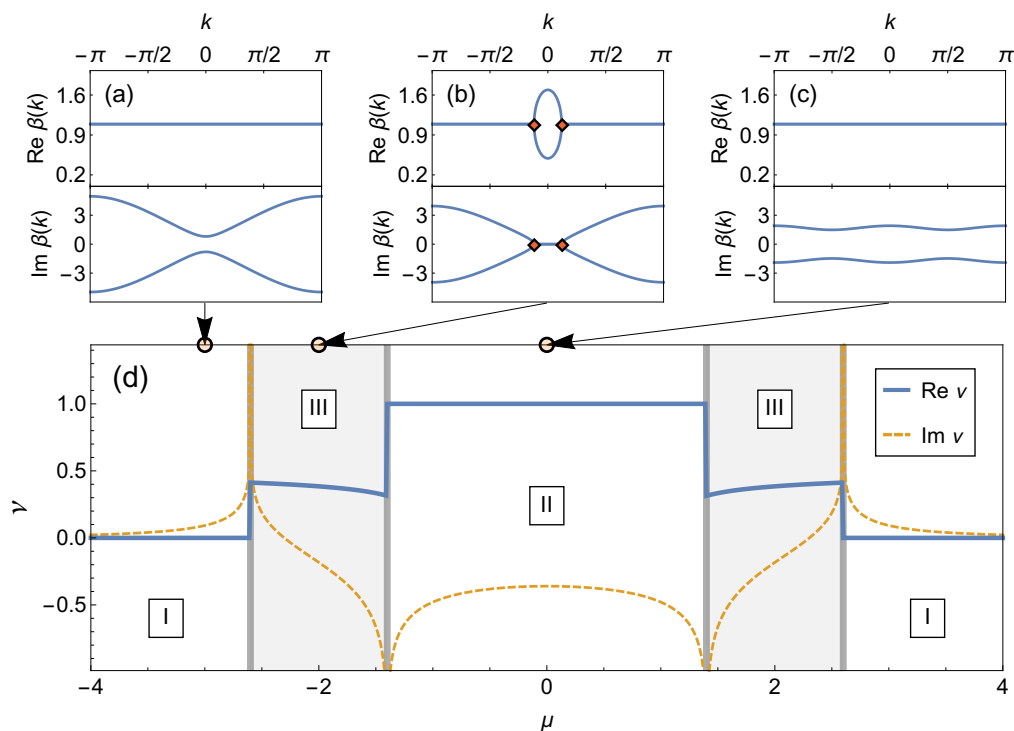 k k k
−π −π/2 0 π/2 π −π −π/2 0 π/2 π −π −π/2 0 π/2 π
(a) (b) (c)
Re β(k) Re β(k) Re β(k)
1.6 1.6 1.6
0.9 0.9 0.9
0.2 0.2 0.2
Im β(k) Im β(k) Im β(k)
3 3 3
0 0 0
−3 −3 −3
(d)
III III
Re ν
Im ν
1.0
0.5
II
ν
0.0
−0.5
I I
−4 −2 0 2 4
μ